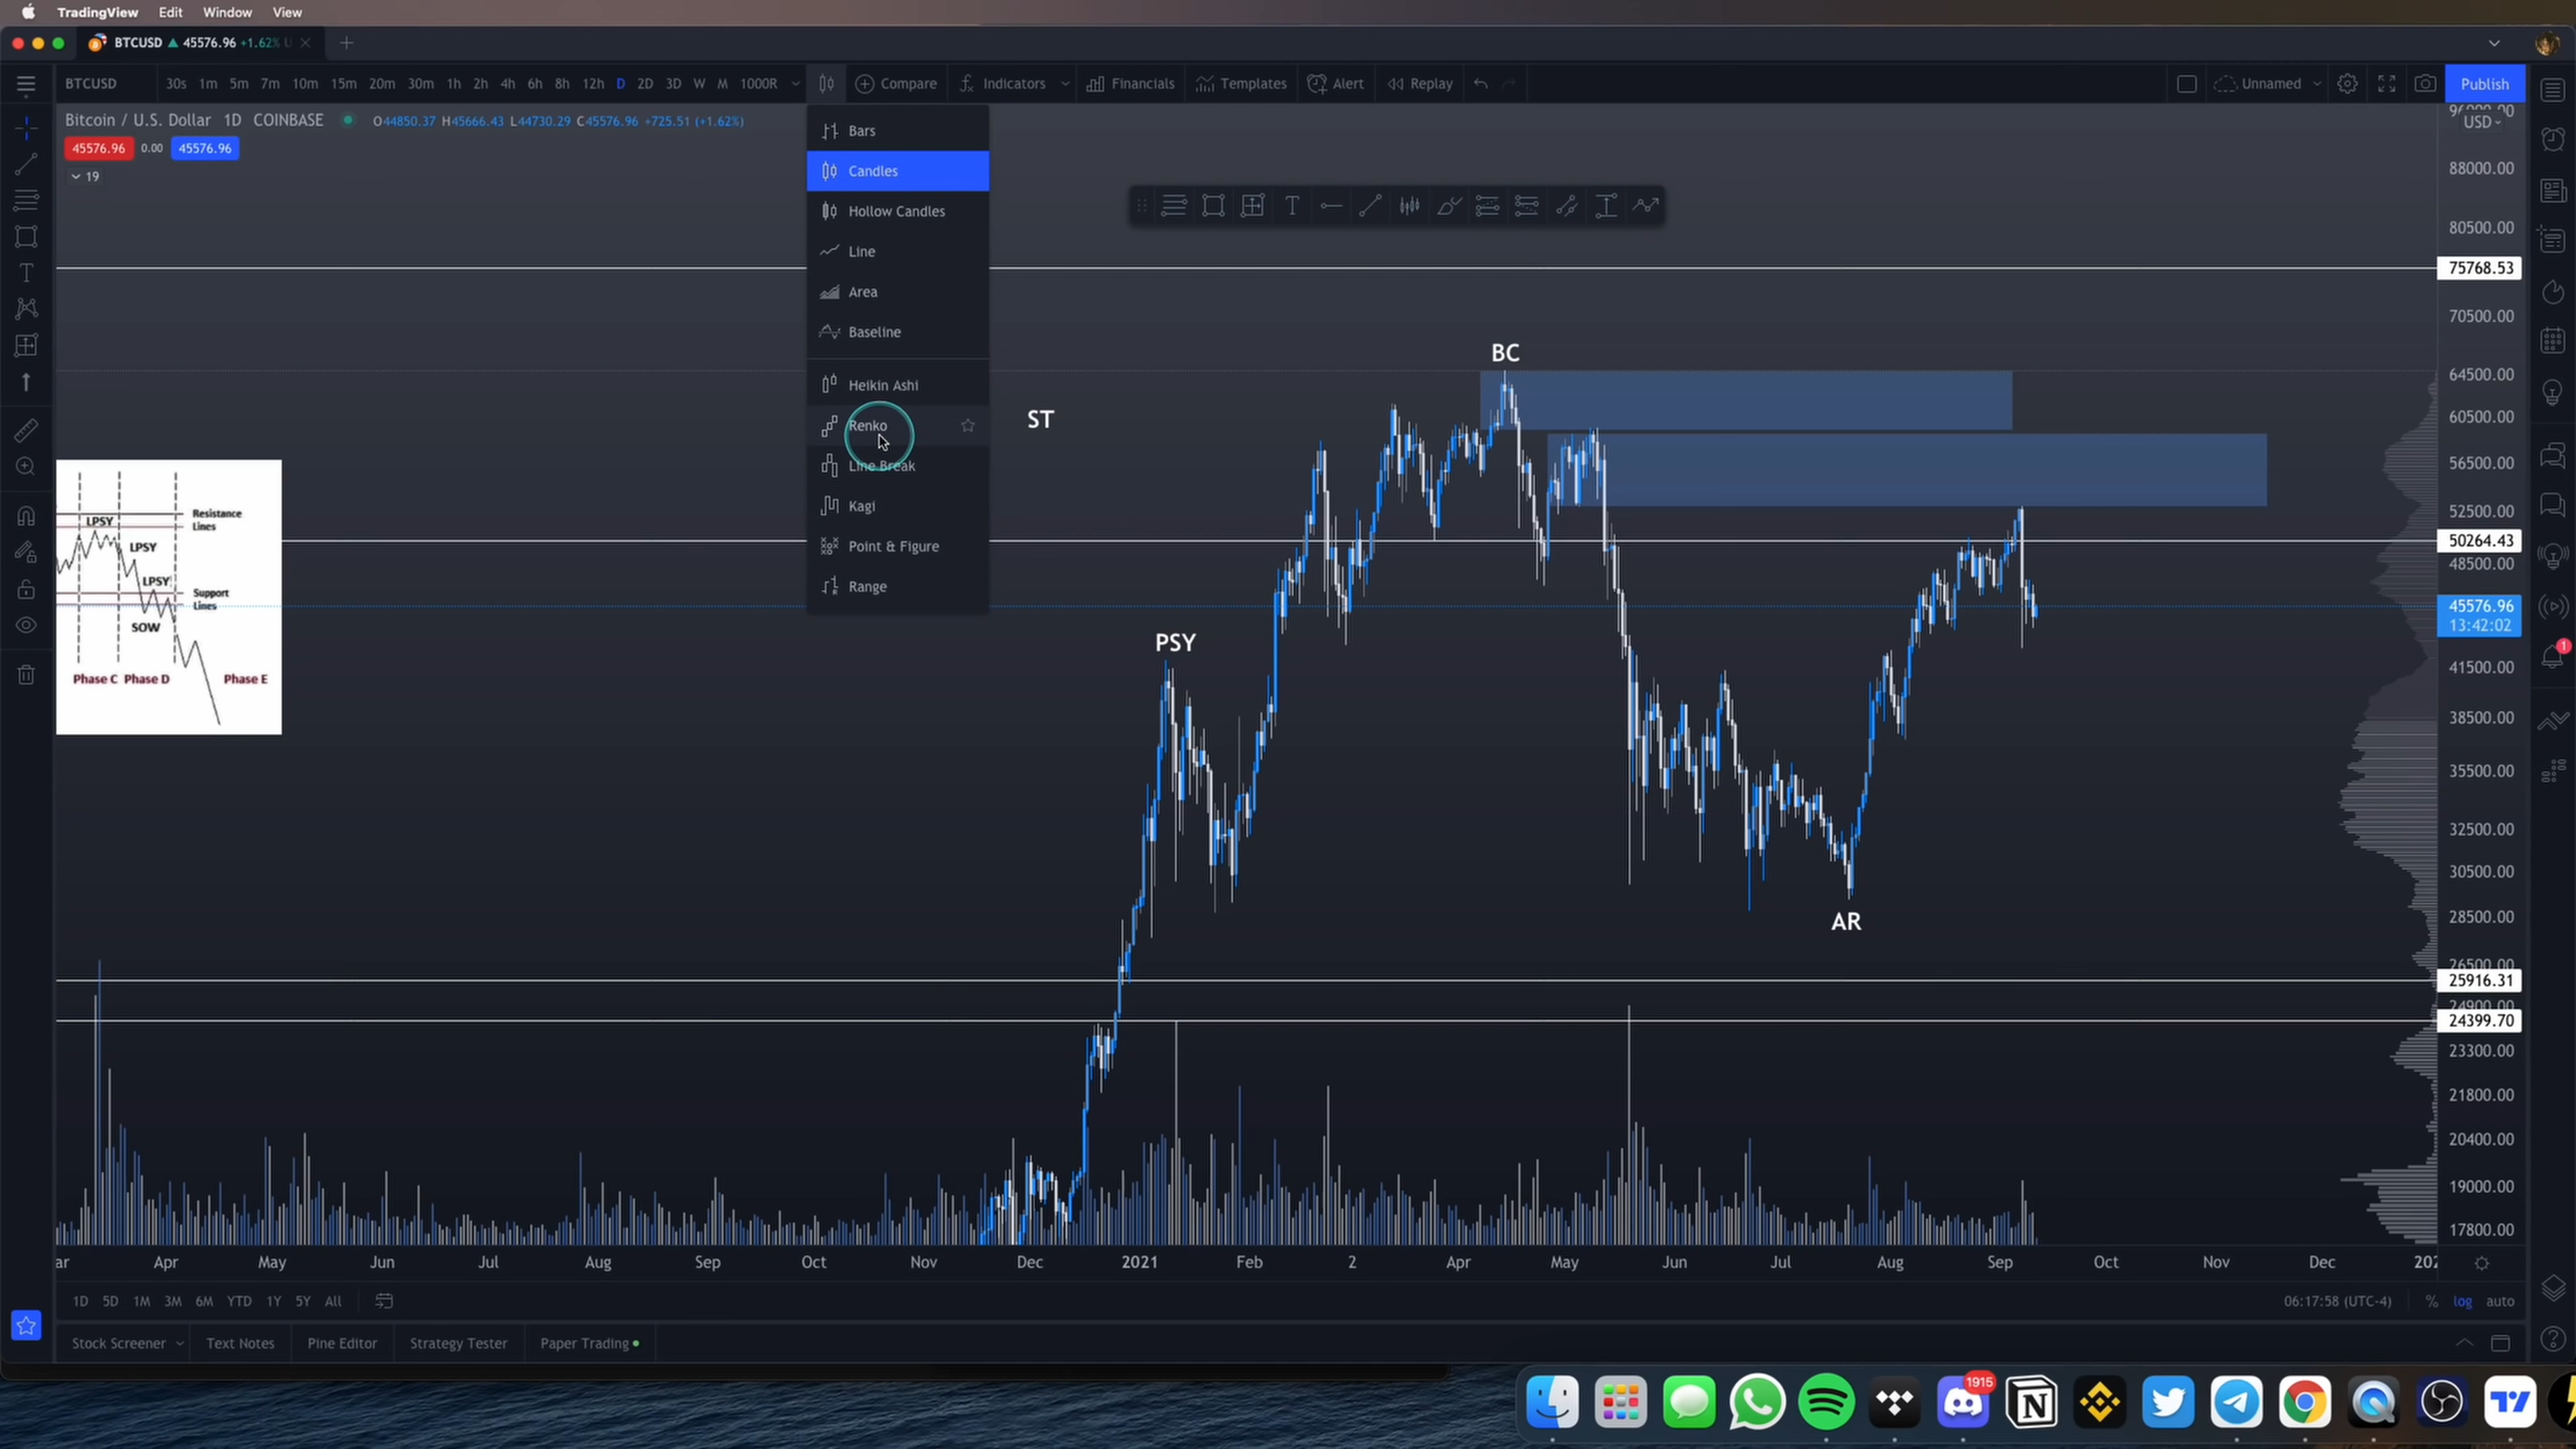 TradingView Edit Window View
BTCUSD ▲ 45576.96 +1.62% U
BTCUSD 30s 1m 5m 7m 10m 15m 20m 30m 1h 2h 4h 6h 8h 12h D 2D 3D W M 1000R Compare Indicators Financials Templates Alert Replay Unnamed Publish
Bitcoin / U.S. Dollar 1D COINBASE O44850.37 H45666.43 L44730.29 C45576.96 +725.51 (+1.62%)
45576.96 0.00 45576.96
19
Bars
Candles
Hollow Candles
Line
Area
Baseline
Heikin Ashi
Renko
Line Break
Kagi
Point & Figure
Range
ST
BC
PSY
AR
LPSY
Resistance
Lines
LPSY
LPSY
Support
Lines
SOW
Phase C Phase D Phase E
USD
88000.00
80500.00
75768.53
70500.00
64500.00
60500.00
56500.00
52500.00
50264.43
48500.00
45576.96
13:42:02
41500.00
38500.00
35500.00
32500.00
30500.00
28500.00
26500.00
25916.31
24900.00
24399.70
23300.00
21800.00
20400.00
19000.00
17800.00
1
ar Apr May Jun Jul Aug Sep Oct Nov Dec 2021 Feb 2 Apr May Jun Jul Aug Sep Oct Nov Dec 202
1D 5D 1M 3M 6M YTD 1Y 5Y All 06:17:58 (UTC-4) % log auto
Stock Screener Text Notes Pine Editor Strategy Tester Paper Trading
1915